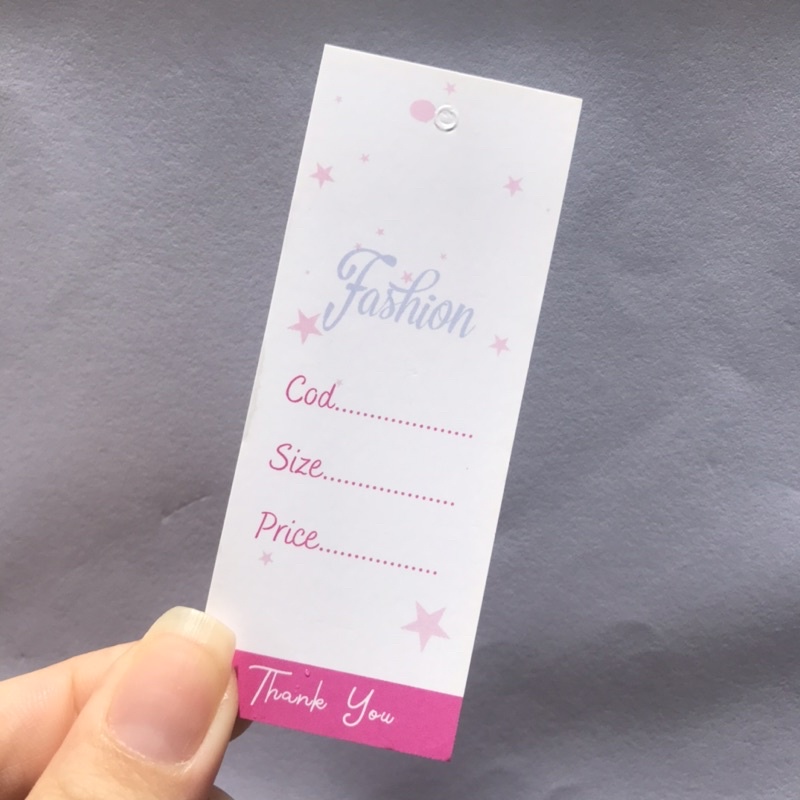 Fashion
Cod....................
Size....................
Price..................
Thank You